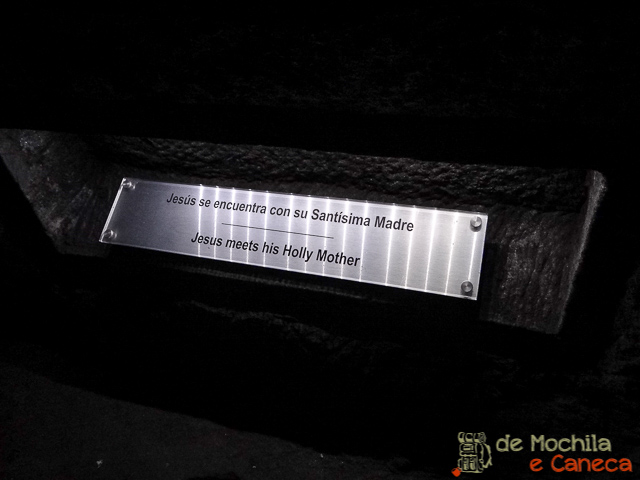 Jesús se encuentra con su Santísima Madre
Jesus meets his Holly Mother
de Mochila
e Caneca